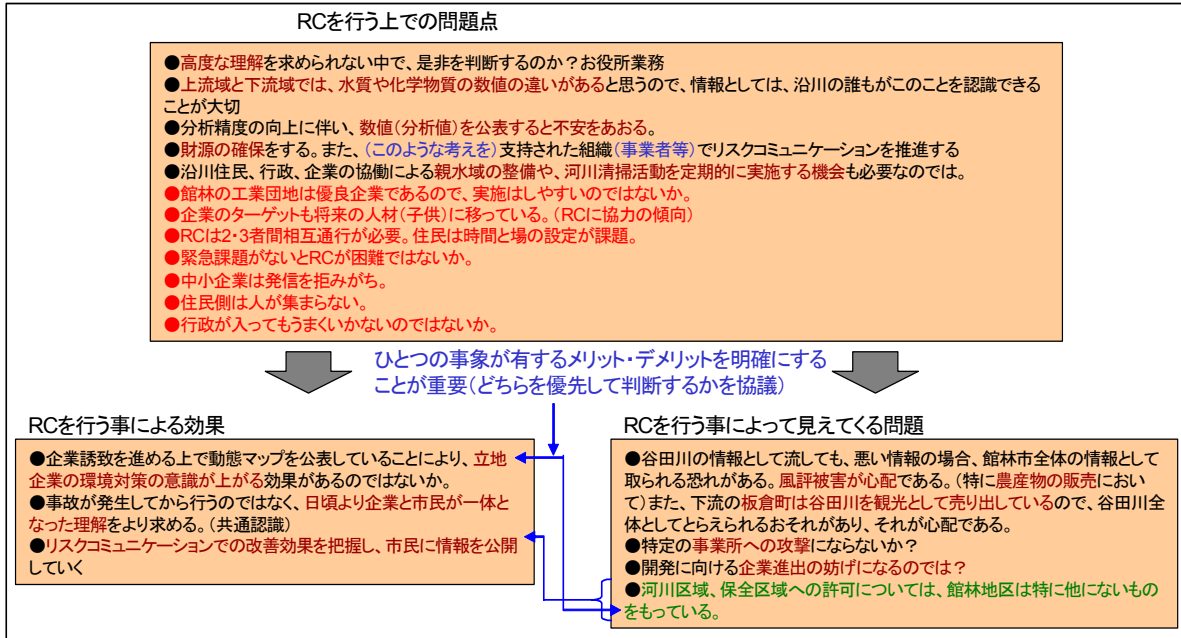 RCを行う上での問題点
●高度な理解を求められない中で、是非を判断するのか？お役所業務
●上流域と下流域では、水質や化学物質の数値の違いがあると思うので、情報としては、沿川の誰もがこのことを認識できる
ことが大切
●分析精度の向上に伴い、数値(分析値)を公表すると不安をあおる。
●財源の確保をする。また、(このような考えを)支持された組織(事業者等)でリスクコミュニケーションを推進する
●沿川住民、行政、企業の協働による親水域の整備や、河川清掃活動を定期的に実施する機会も必要なのでは。
●館林の工業団地は優良企業であるので、実施はしやすいのではないか。
●企業のターゲットも将来の人材(子供)に移っている。(RCに協力の傾向)
●RCは2・3者間相互通行が必要。住民は時間と場の設定が課題。
●緊急課題がないとRCが困難ではないか。
●中小企業は発信を拒みがち。
●住民側は人が集まらない。
●行政が入ってもうまくいかないのではないか。
ひとつの事象が有するメリット・デメリットを明確にする
ことが重要(どちらを優先して判断するかを協議)
RCを行う事による効果
●企業誘致を進める上で動態マップを公表していることにより、立地
企業の環境対策の意識が上がる効果があるのではないか。
●事故が発生してから行うのではなく、日頃より企業と市民が一体と
なった理解をより求める。(共通認識)
●リスクコミュニケーションでの改善効果を把握し、市民に情報を公開
していく
RCを行う事によって見えてくる問題
●谷田川の情報として流しても、悪い情報の場合、館林市全体の情報として
取られる恐れがある。風評被害が心配である。(特に農産物の販売におい
て)また、下流の板倉町は谷田川を観光として売り出しているので、谷田川全
体としてとらえられるおそれがあり、それが心配である。
●特定の事業所への攻撃にならないか？
●開発に向ける企業進出の妨げになるのでは？
●河川区域、保全区域への許可については、館林地区は特に他にないもの
をもっている。